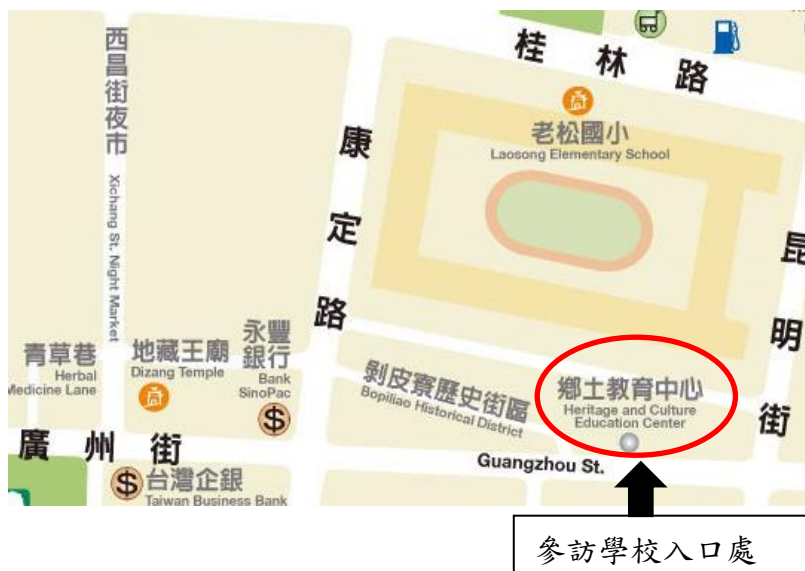 桂林路
西昌街夜市
Xichang St. Night Market
康定路
老松國小
Laosong Elementary School
昆明街
青草巷
Herbal
Medicine Lane
地藏王廟
Dizang Temple
永豐
銀行
Bank
SinoPac
$
剝皮寮歷史街區
Bopiliao Historical District
鄉土教育中心
Heritage and Culture
Education Center
廣州街
Guangzhou St.
$
台灣企銀
Taiwan Business Bank
參訪學校入口處